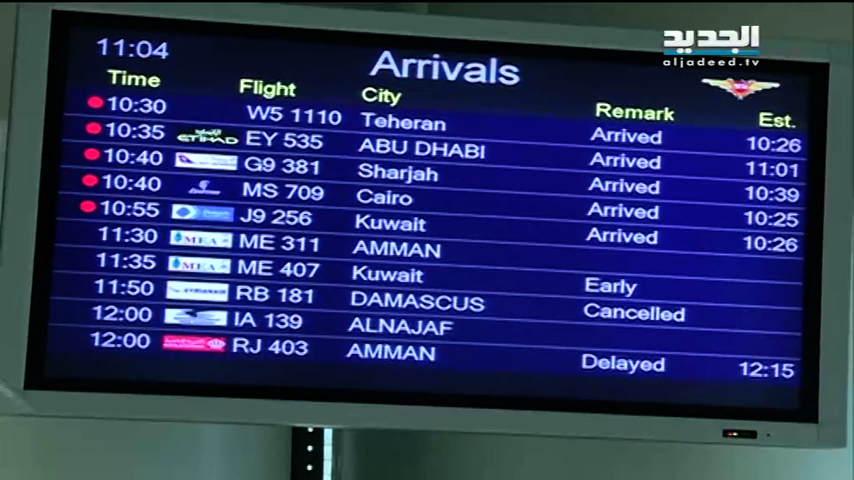 الجديد
aljadeed.tv
11:04 Arrivals
Time Flight City Remark Est.
10:30 W5 1110 Teheran Arrived 10:26
10:35 ETIHAD EY 535 ABU DHABI Arrived 11:01
10:40 G9 381 Sharjah Arrived 10:39
10:40 MS 709 Cairo Arrived 10:25
10:55 J9 256 Kuwait Arrived 10:26
11:30 MEA ME 311 AMMAN
11:35 MEA ME 407 Kuwait Early
11:50 RB 181 DAMASCUS Cancelled
12:00 IA 139 ALNAJAF
12:00 RJ 403 AMMAN Delayed 12:15